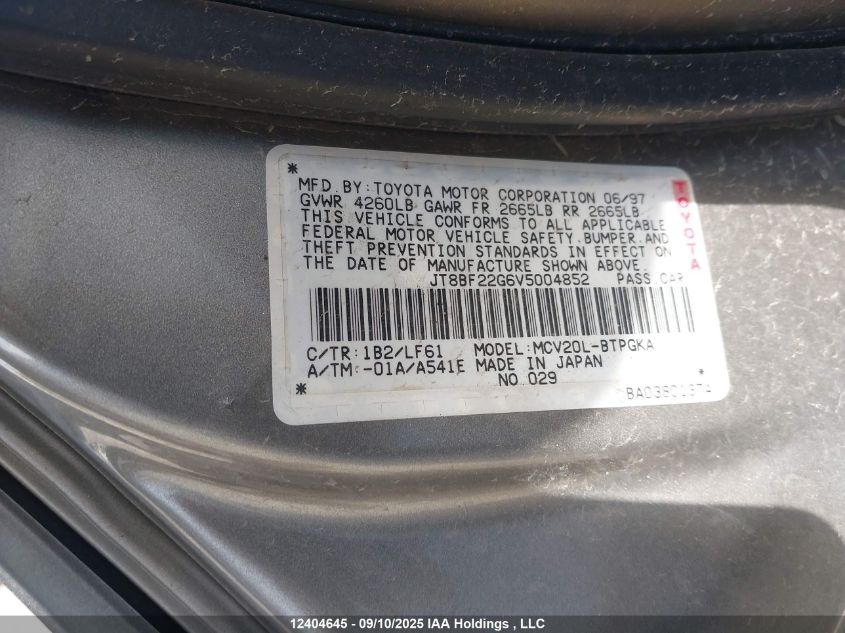 *
MFD. BY: TOYOTA MOTOR CORPORATION 06/97
GVWR 4260LB GAWR FR 2665LB RR 2665LB
THIS VEHICLE CONFORMS TO ALL APPLICABLE
FEDERAL MOTOR VEHICLE SAFETY, BUMPER, AND
THEFT PREVENTION STANDARDS IN EFFECT ON
THE DATE OF MANUFACTURE SHOWN ABOVE.
JT8BF22G6V5004852 PASS. CAR
TOYOTA
C/TR: 1B2/LF61 MODEL: MCV20L-BTPGKA
A/TM: -01A/A541E MADE IN JAPAN
* NO. 029
12404645 - 09/10/2025 IAA Holdings , LLC